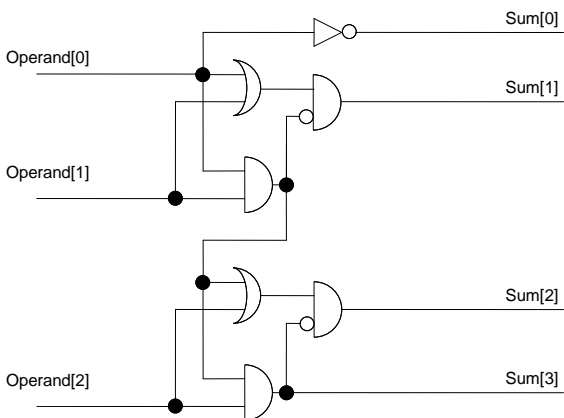 Sum[0]
Operand[0]
Sum[1]
Operand[1]
Sum[2]
Operand[2]
Sum[3]